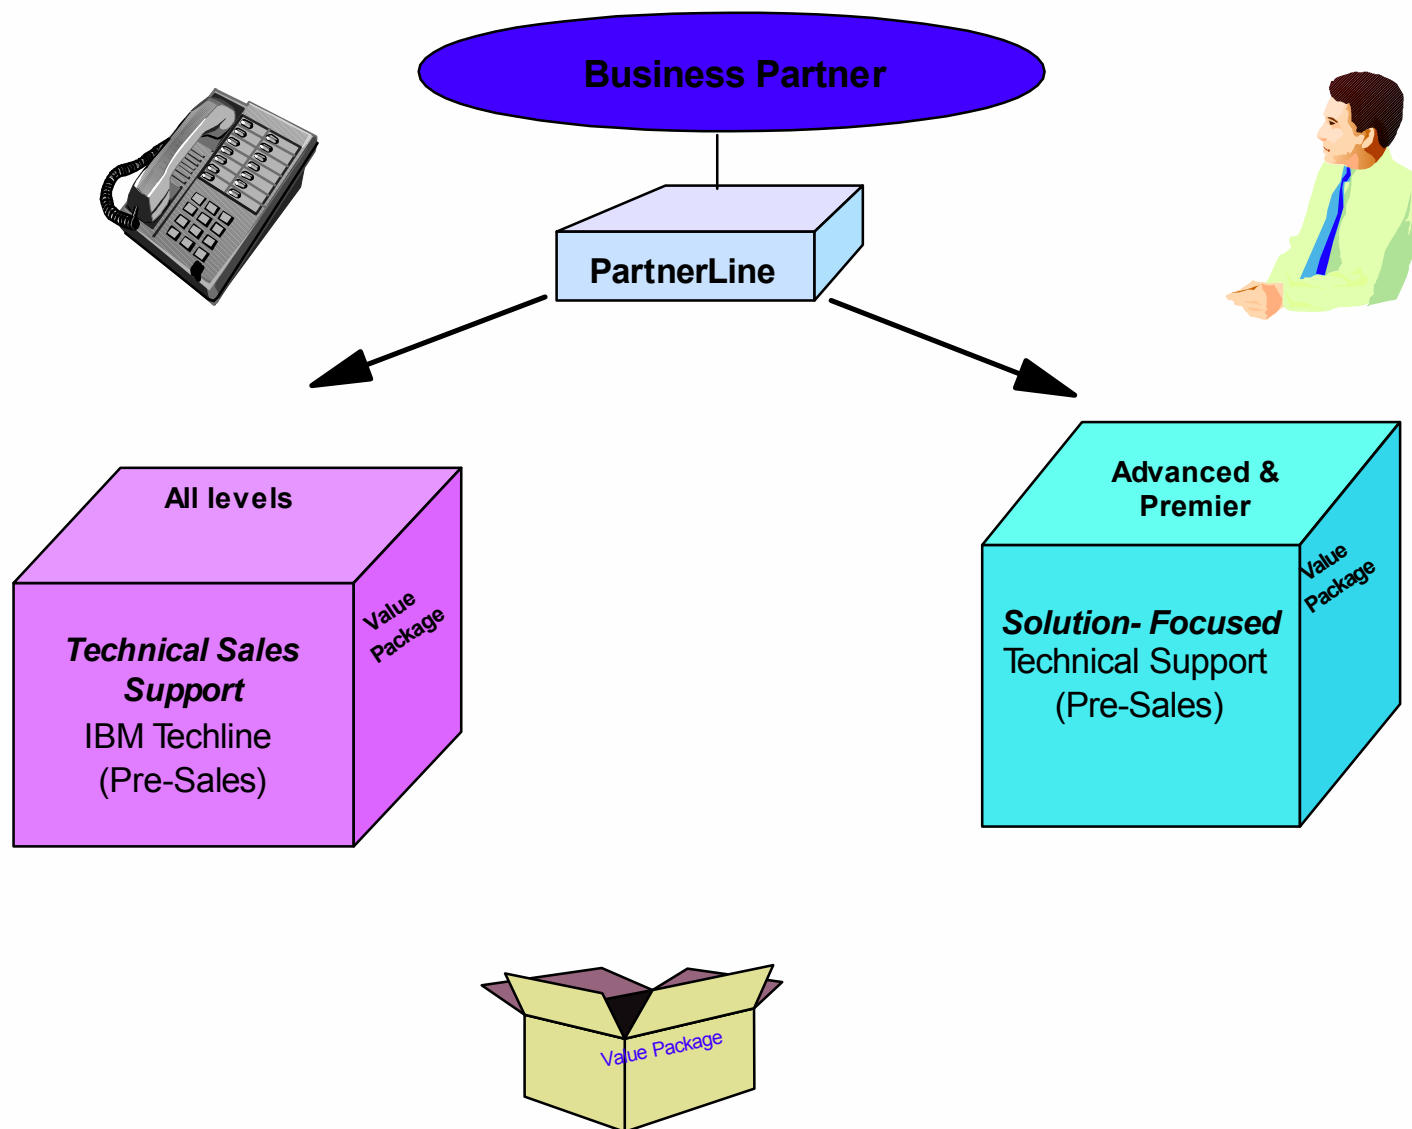 Business Partner
PartnerLine
All levels
Technical Sales
Support
IBM Techline
(Pre-Sales)
Value
Package
Advanced &
Premier
Solution- Focused
Technical Support
(Pre-Sales)
Value
Package
Value Package